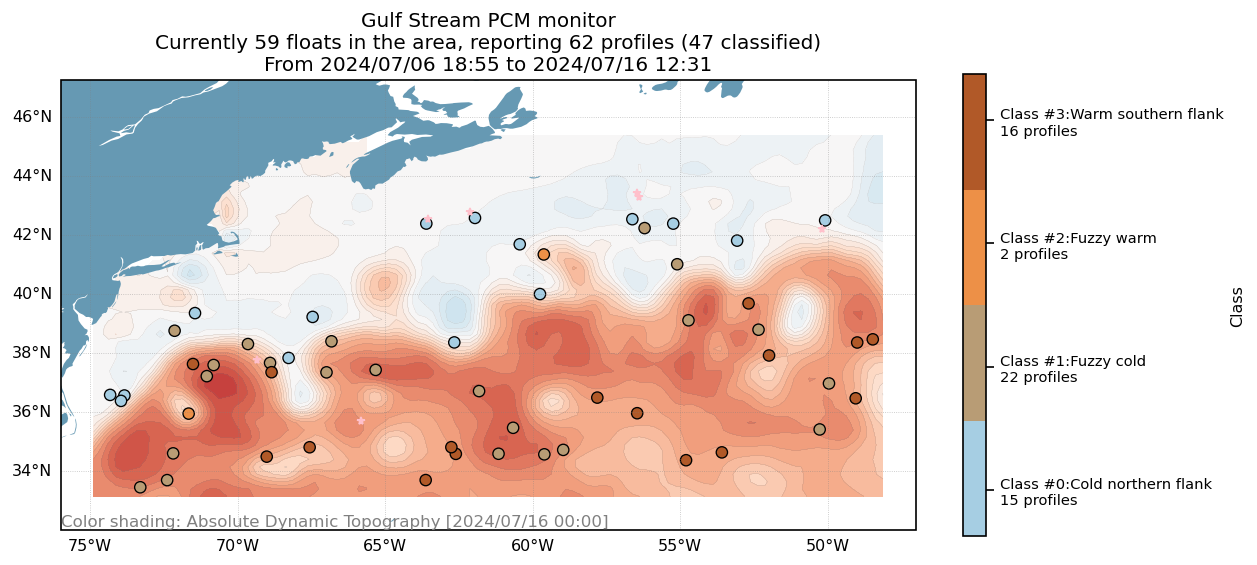 Gulf Stream PCM monitor
Currently 59 floats in the area, reporting 62 profiles (47 classified)
From 2024/07/06 18:55 to 2024/07/16 12:31
46°N
44°N
42°N
40°N
38°N
36°N
34°N
Color shading: Absolute Dynamic Topography [2024/07/16 00:00]
75°W
70°W
65°W
60°W
55°W
50°W
Class #3:Warm southern flank
16 profiles
Class #2:Fuzzy warm
2 profiles
Class #1:Fuzzy cold
22 profiles
Class #0:Cold northern flank
15 profiles
Class